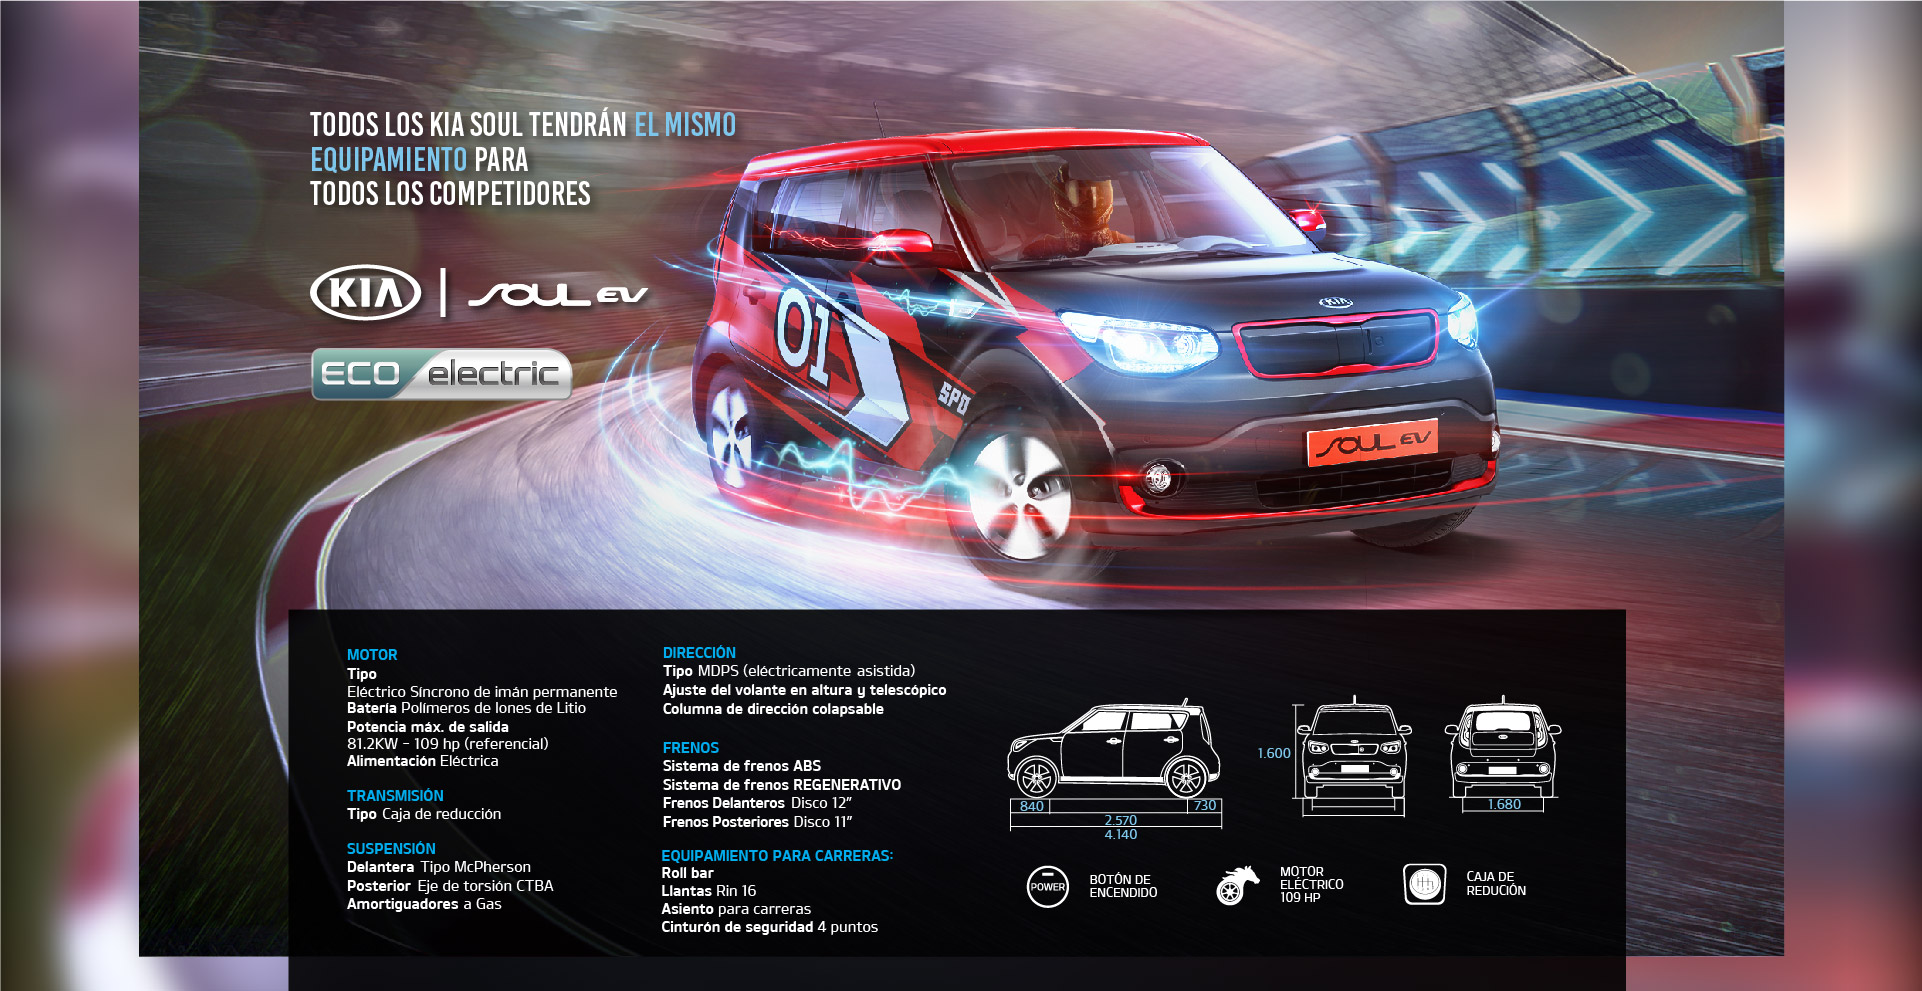 TODOS LOS KIA SOUL TENDRÁN EL MISMO
EQUIPAMIENTO PARA
TODOS LOS COMPETIDORES
KIA | SOUL EV
ECO electric
01
SPO
KIA
SOUL EV
MOTOR
Tipo
Eléctrico Síncrono de imán permanente
Batería Polímeros de Iones de Litio
Potencia máx. de salida
81.2KW - 109 hp (referencial)
Alimentación Eléctrica
TRANSMISIÓN
Tipo Caja de reducción
SUSPENSIÓN
Delantera Tipo McPherson
Posterior Eje de torsión CTBA
Amortiguadores a Gas
DIRECCIÓN
Tipo MDPS (eléctricamente asistida)
Ajuste del volante en altura y telescópico
Columna de dirección colapsable
FRENOS
Sistema de frenos ABS
Sistema de frenos REGENERATIVO
Frenos Delanteros Disco 12”
Frenos Posteriores Disco 11”
EQUIPAMIENTO PARA CARRERAS:
Roll bar
Llantas Rin 16
Asiento para carreras
Cinturón de seguridad 4 puntos
840
730
2.570
4.140
1.600
1.680
POWER
BOTÓN DE
ENCENDIDO
MOTOR
ELÉCTRICO
109 HP
CAJA DE
REDUCIÓN